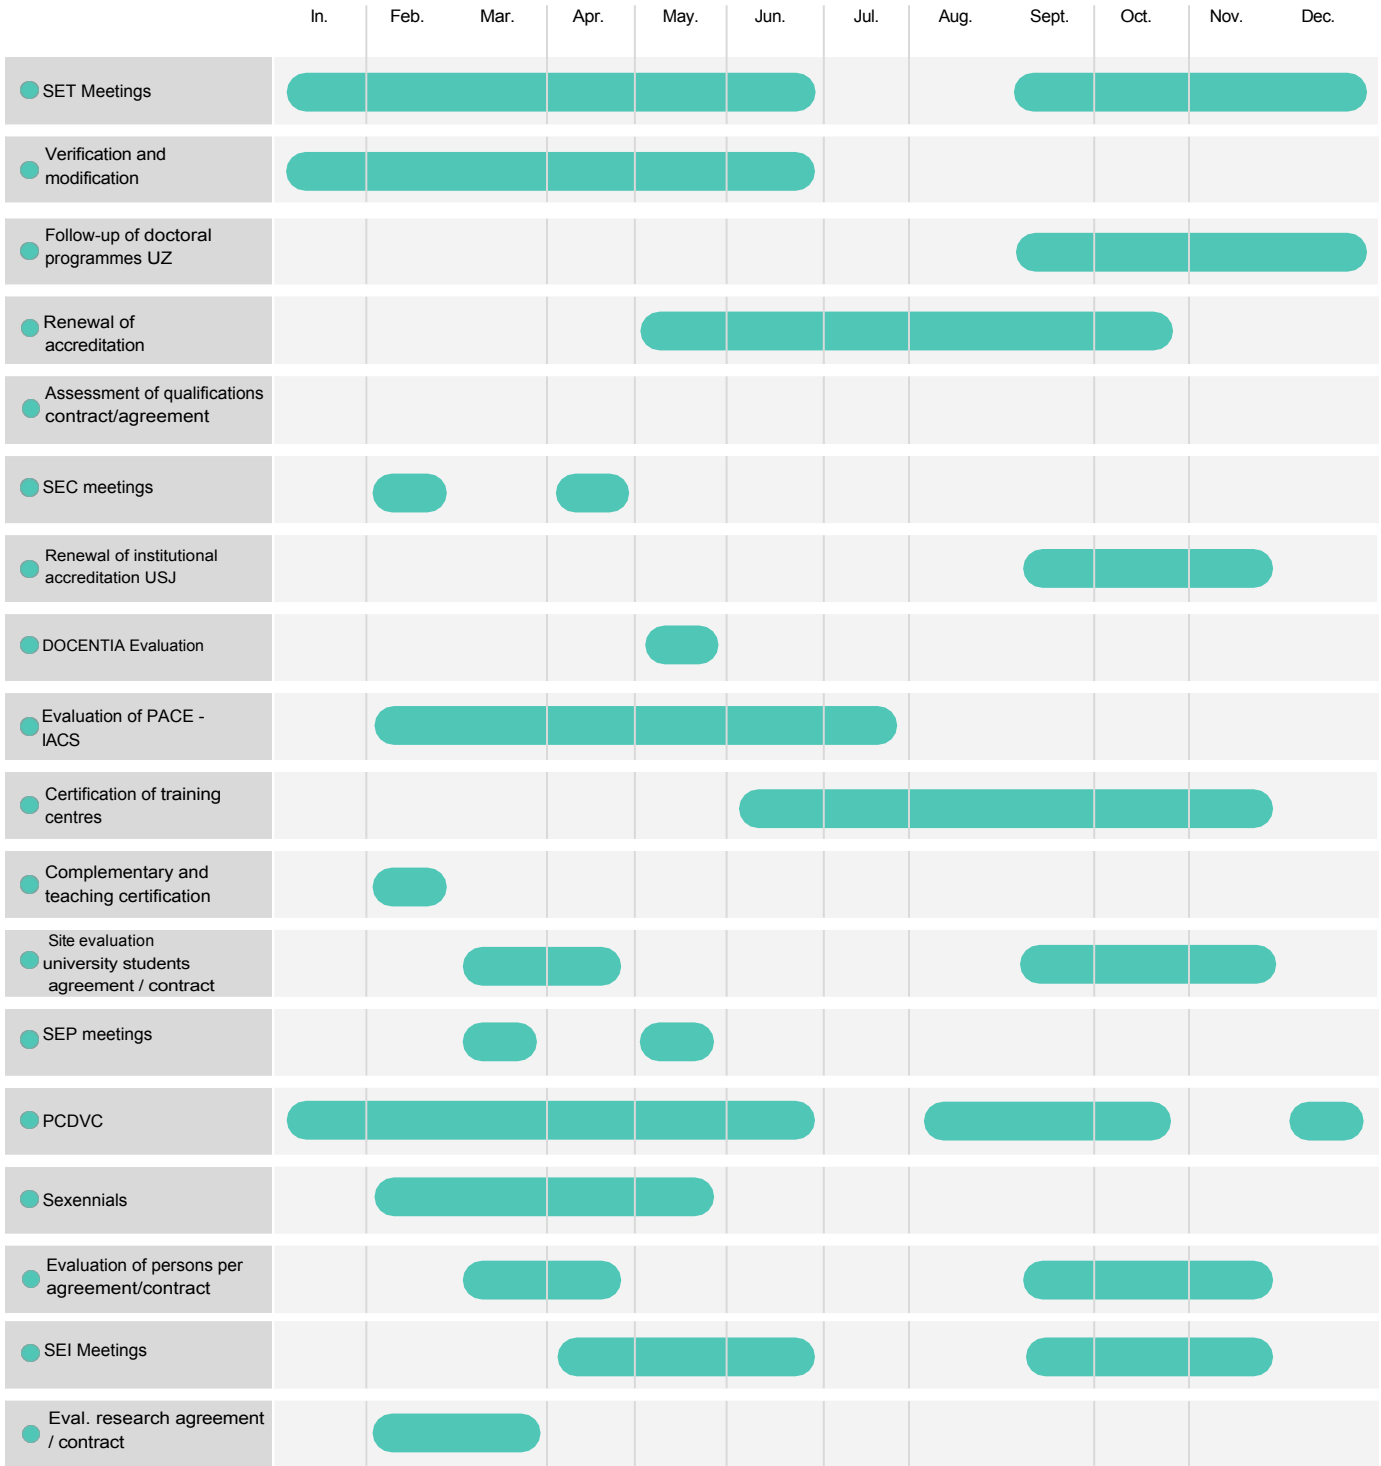 In. Feb. Mar. Apr. May. Jun. Jul. Aug. Sept. Oct. Nov. Dec.
SET Meetings
Verification and
modification
Follow-up of doctoral
programmes UZ
Renewal of
accreditation
Assessment of qualifications
contract/agreement
SEC meetings
Renewal of institutional
accreditation USJ
DOCENTIA Evaluation
Evaluation of PACE -
IACS
Certification of training
centres
Complementary and
teaching certification
Site evaluation
university students
agreement / contract
SEP meetings
PCDVC
Sexennials
Evaluation of persons per
agreement/contract
SEI Meetings
Eval. research agreement
/ contract